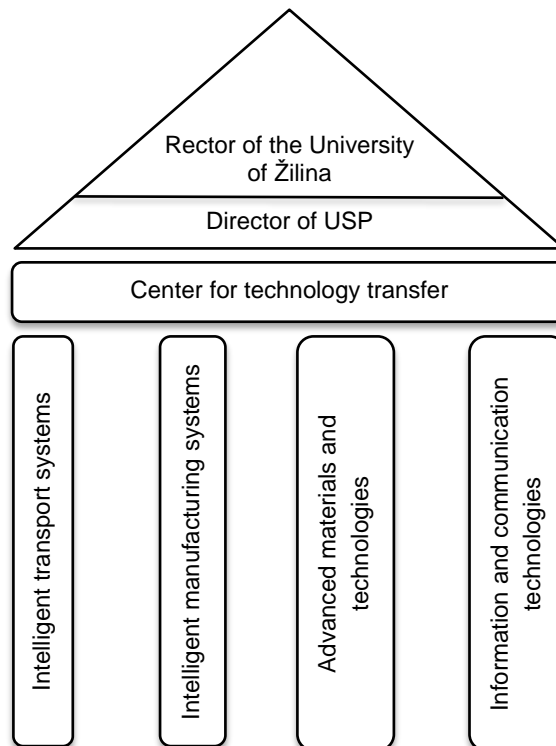 Rector of the University
of Žilina
Director of USP
Center for technology transfer
Intelligent transport systems
Intelligent manufacturing systems
Advanced materials and
technologies
Information and communication
technologies